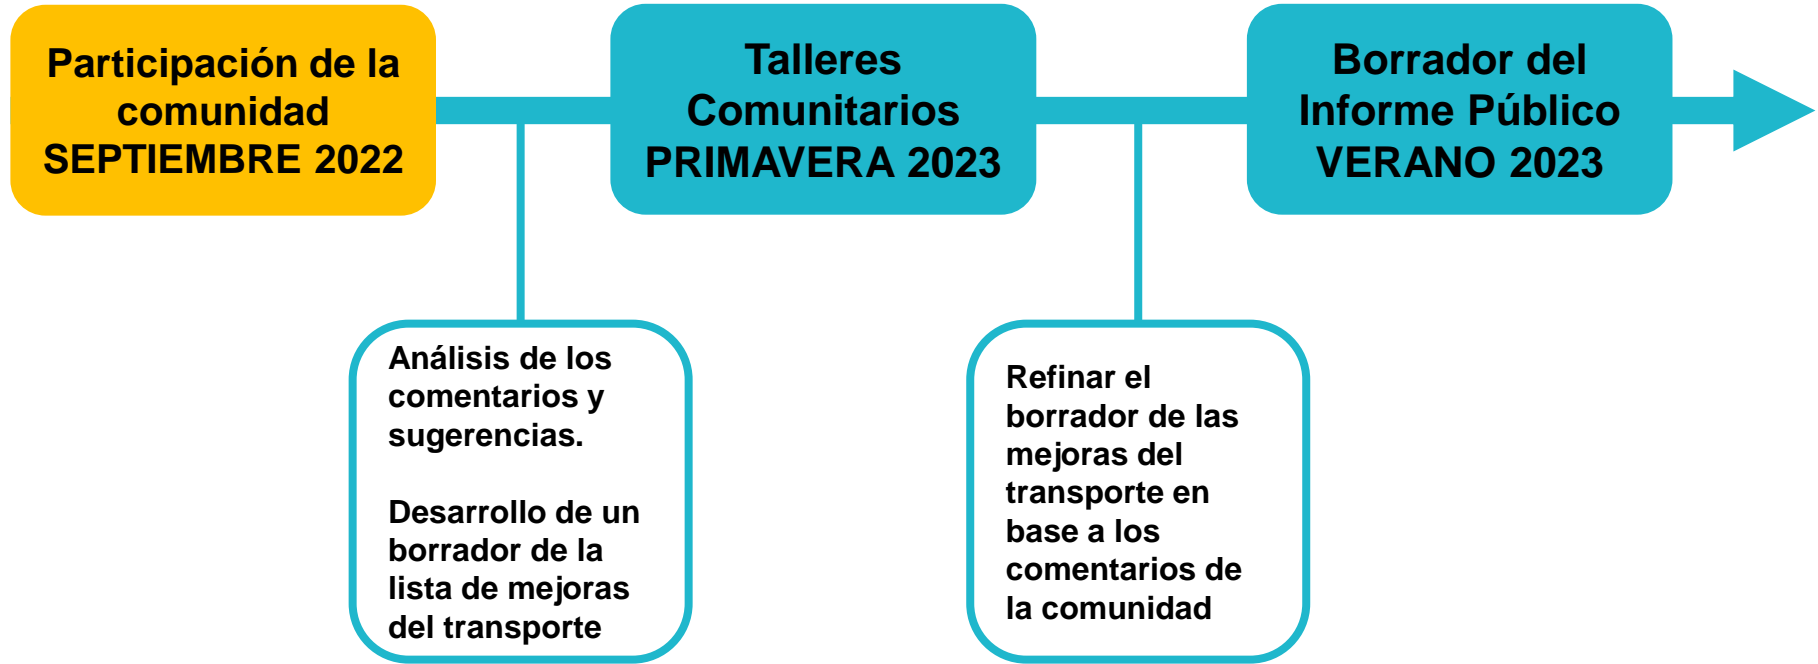 Participación de la
comunidad
SEPTIEMBRE 2022
Talleres
Comunitarios
PRIMAVERA 2023
Borrador del
Informe Público
VERANO 2023
Análisis de los
comentarios y
sugerencias.
Desarrollo de un
borrador de la
lista de mejoras
del transporte
Refinar el
borrador de las
mejoras del
transporte en
base a los
comentarios de
la comunidad